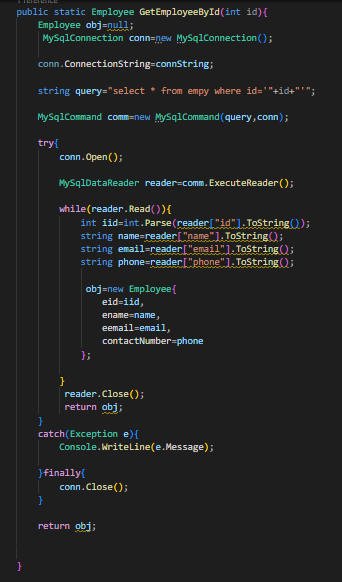 1 reference
public static Employee GetEmployeeById(int id){
Employee obj=null;
MySqlConnection conn=new MySqlConnection();
conn.ConnectionString=connString;
string query="select * from empy where id='"+id+"'";
MySqlCommand comm=new MySqlCommand(query,conn);
try{
conn.Open();
MySqlDataReader reader=comm.ExecuteReader();
while(reader.Read()){
int iid=int.Parse(reader["id"].ToString());
string name=reader["name"].ToString();
string email=reader["email"].ToString();
string phone=reader["phone"].ToString();
obj=new Employee{
eid=iid,
ename=name,
eemail=email,
contactNumber=phone
};
}
reader.Close();
return obj;
}
catch(Exception e){
Console.WriteLine(e.Message);
}finally{
conn.Close();
}
return obj;
}